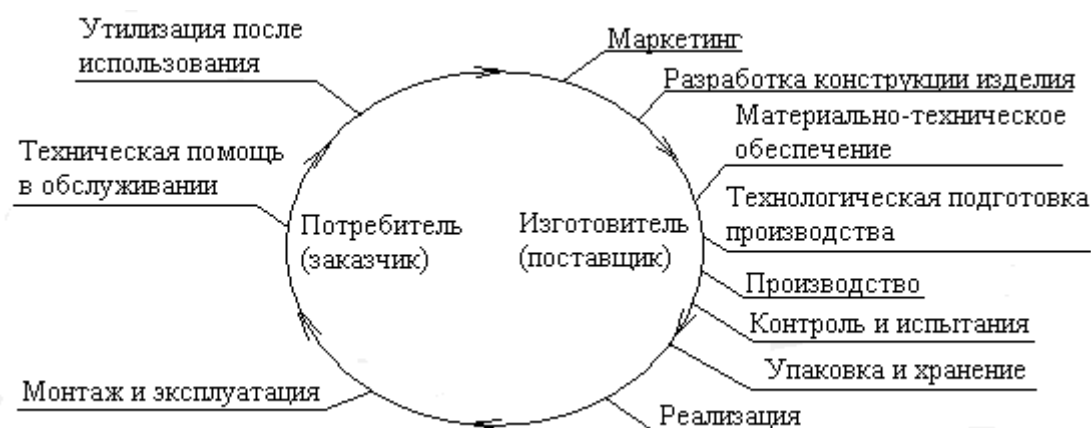 Утилизация после
использования
Маркетинг
Разработка конструкции изделия
Материально-техническое
обеспечение
Техническая помощь
в обслуживании
Технологическая подготовка
производства
Потребитель
(заказчик)
Изготовитель
(поставщик)
Производство
Контроль и испытания
Упаковка и хранение
Монтаж и эксплуатация
Реализация